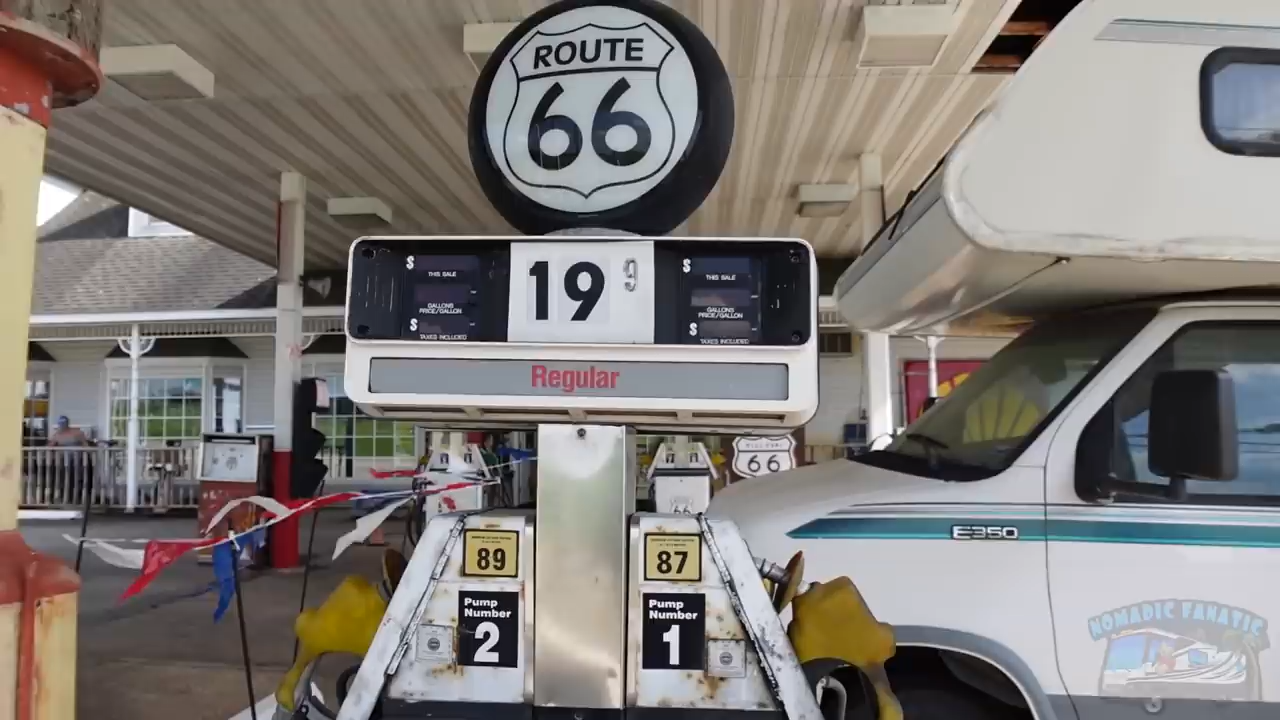 ROUTE
66
$
THIS SALE
GALLONS
PRICE/GALLON
$
TAXES INCLUDED
19 9
$
THIS SALE
GALLONS
PRICE/GALLON
$
TAXES INCLUDED
Regular
66
89
87
Pump
Number
2
Pump
Number
1
E350
NOMADIC FANATIC